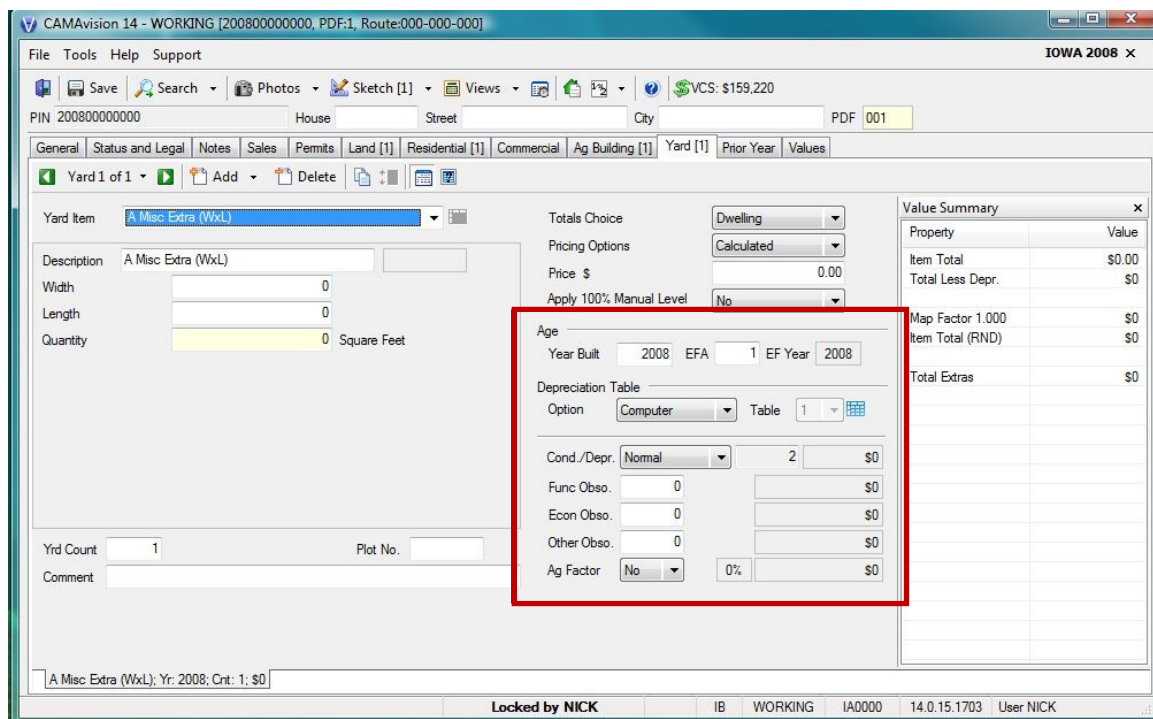 CAMAvision 14 - WORKING [200800000000, PDF:1, Route:000-000-000]
File Tools Help Support IOWA 2008 ×
Save Search Photos Sketch [1] Views VCS: $159,220
PIN 200800000000 House Street City PDF 001
General Status and Legal Notes Sales Permits Land [1] Residential [1] Commercial Ag Building [1] Yard [1] Prior Year Values
Yard 1 of 1 Add Delete
Yard Item A Misc Extra (WxL) Totals Choice Dwelling Value Summary ×
Pricing Options Calculated Property Value
Description A Misc Extra (WxL) Price $ 0.00 Item Total $0.00
Width 0 Total Less Depr. $0
Length 0 Apply 100% Manual Level No
Map Factor 1.000 $0
Quantity 0 Square Feet Age Item Total (RND) $0
Year Built 2008 EFA 1 EF Year 2008
Total Extras $0
Depreciation Table
Option Computer Table 1
Cond./Depr. Normal 2 $0
Func Obso. 0 $0
Econ Obso. 0 $0
Yrd Count 1 Plot No. Other Obso. 0 $0
Comment Ag Factor No 0% $0
A Misc Extra (WxL); Yr: 2008; Cnt: 1; $0
Locked by NICK IB WORKING IA0000 14.0.15.1703 User NICK